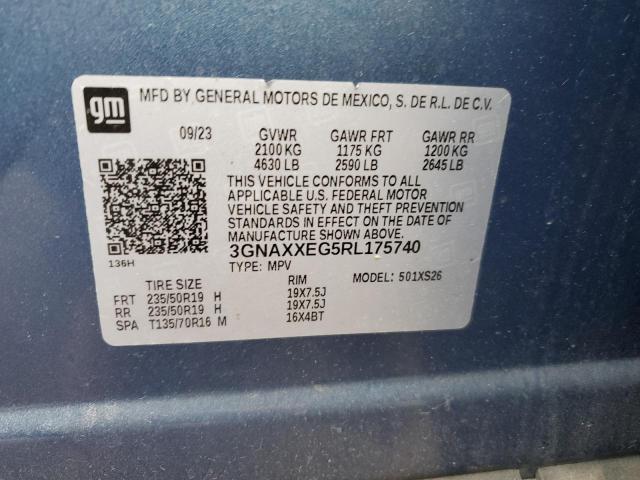 gm
MFD BY GENERAL MOTORS DE MEXICO, S. DE R.L. DE C.V.
09/23 GVWR GAWR FRT GAWR RR
2100 KG 1175 KG 1200 KG
4630 LB 2590 LB 2645 LB
THIS VEHICLE CONFORMS TO ALL
APPLICABLE U.S. FEDERAL MOTOR
VEHICLE SAFETY AND THEFT PREVENTION
STANDARDS IN EFFECT ON THE DATE OF
MANUFACTURE SHOWN ABOVE.
3GNAXXEG5RL175740
136H
TYPE: MPV MODEL: 501XS26
TIRE SIZE RIM
FRT 235/50R19 H 19X7.5J
RR 235/50R19 H 19X7.5J
SPA T135/70R16 M 16X4BT